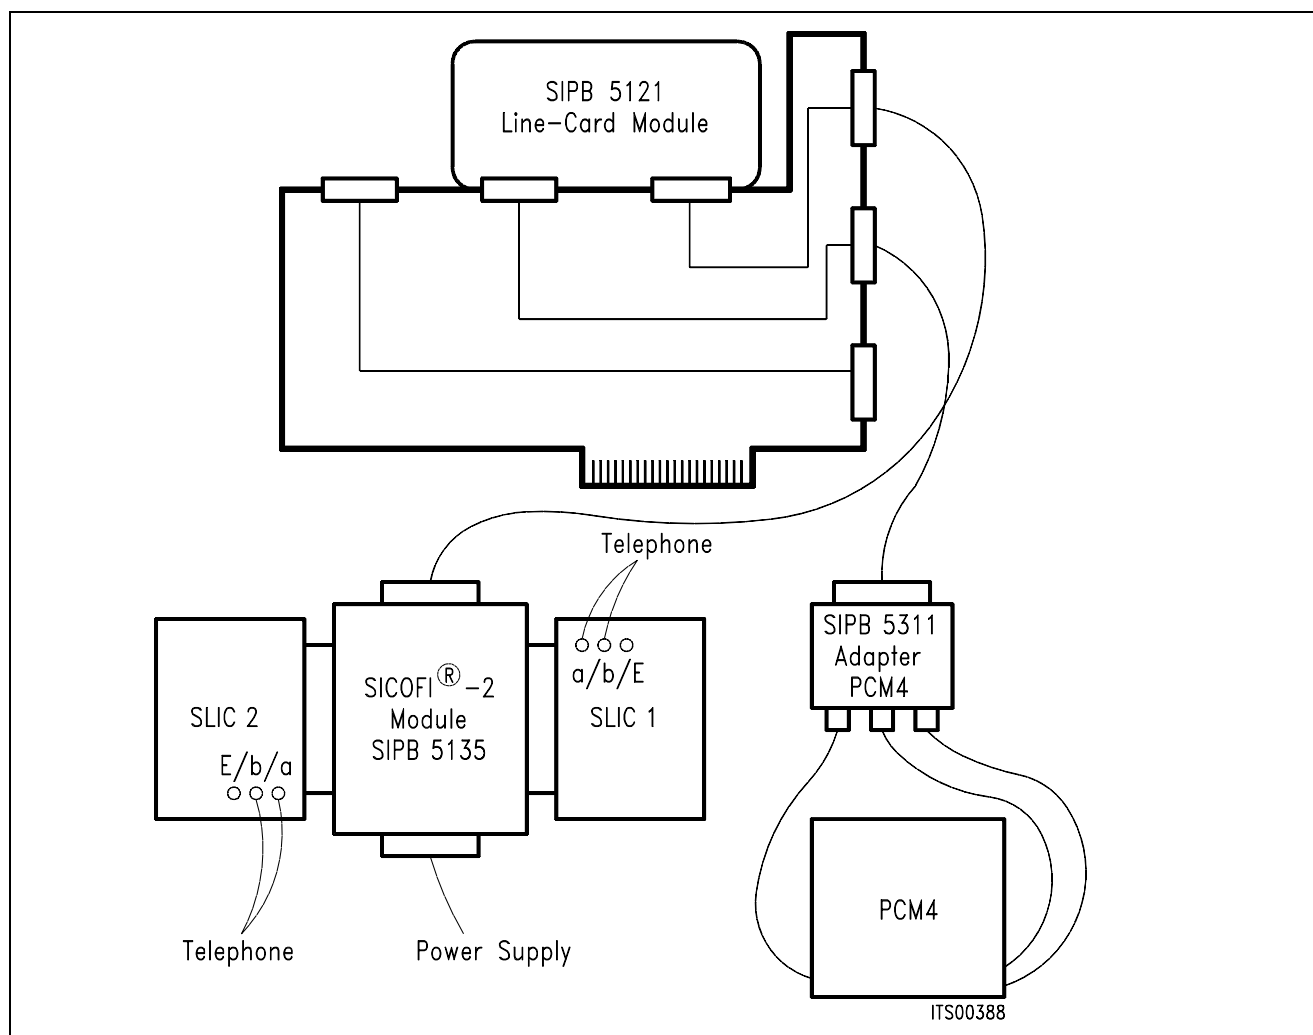 SIPB 5121
Line-Card Module
Telephone
SLIC 2
E/b/a
SICOFI®-2
Module
SIPB 5135
a/b/E
SLIC 1
SIPB 5311
Adapter
PCM4
Telephone
Power Supply
PCM4
ITS00388